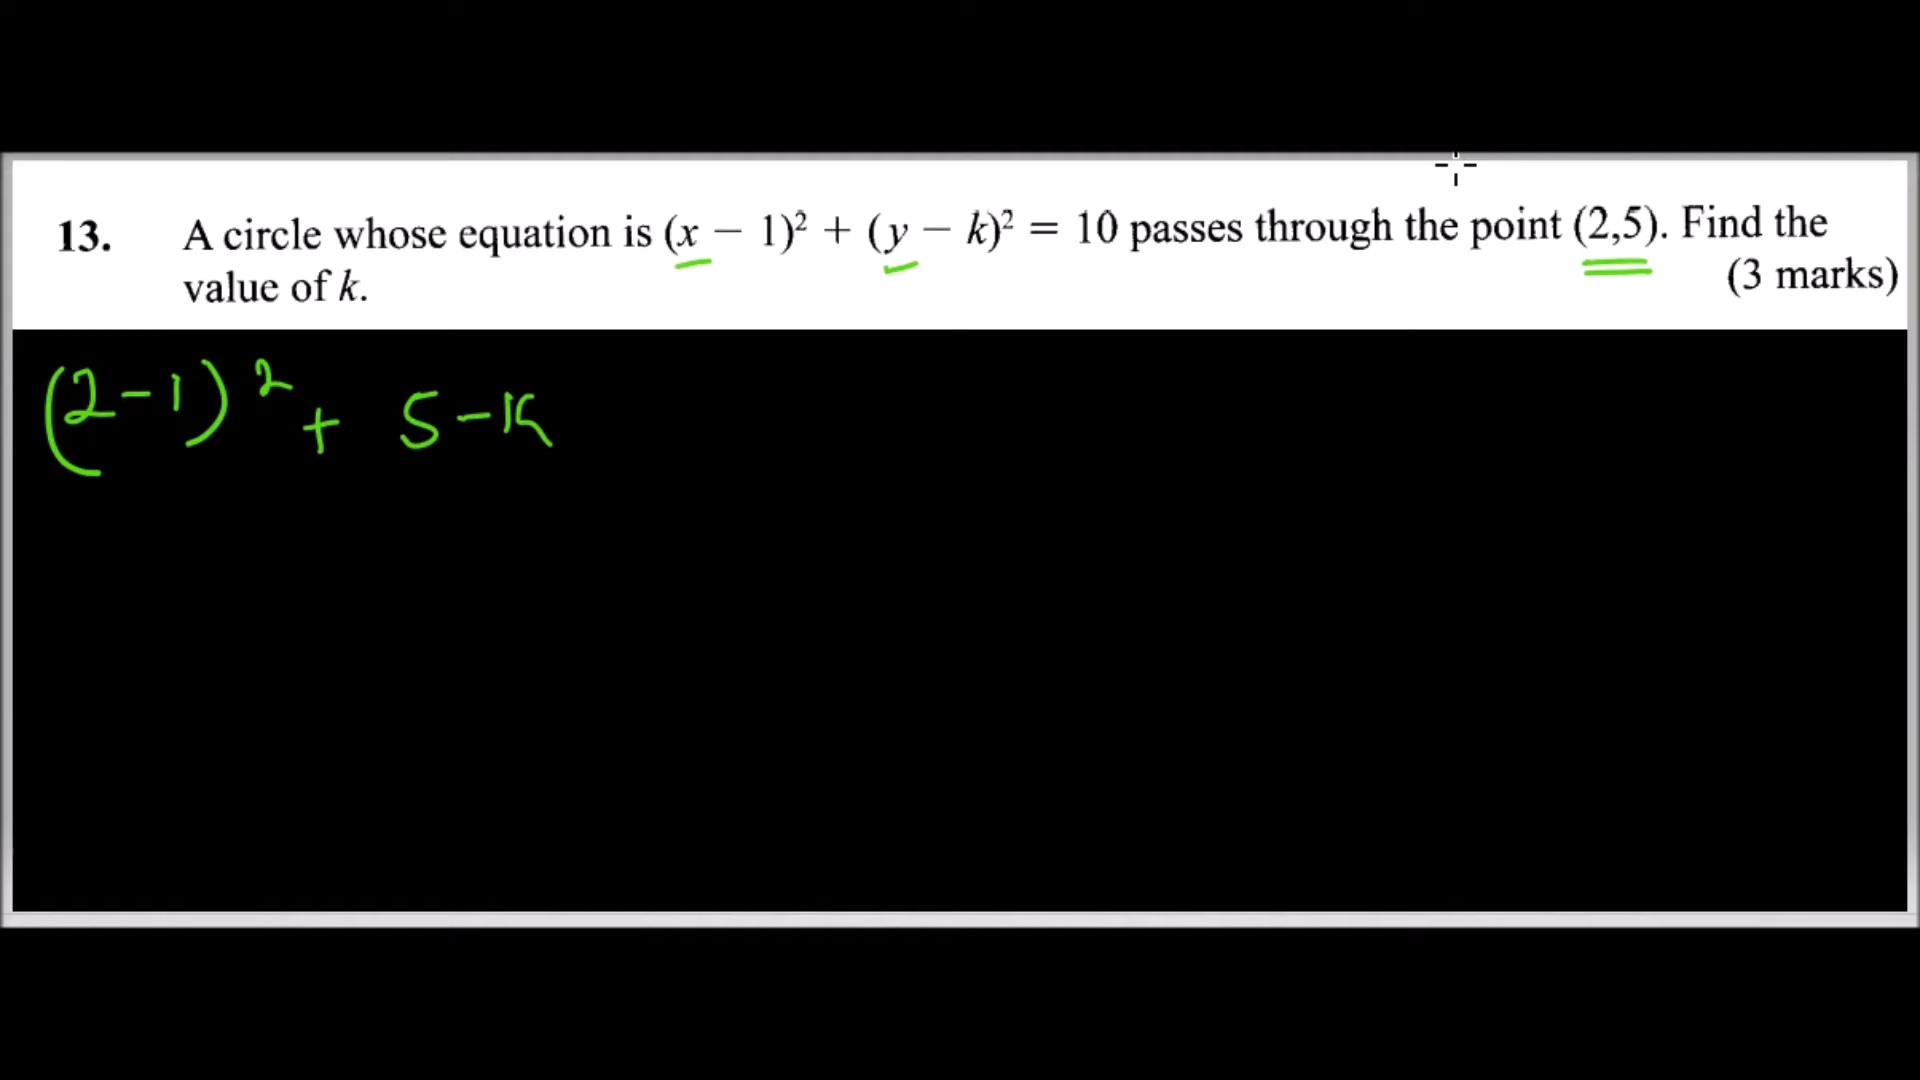 13. A circle whose equation is (x − 1)² + (y − k)² = 10 passes through the point (2,5). Find the
value of k. (3 marks)
(2-1)² + 5-k